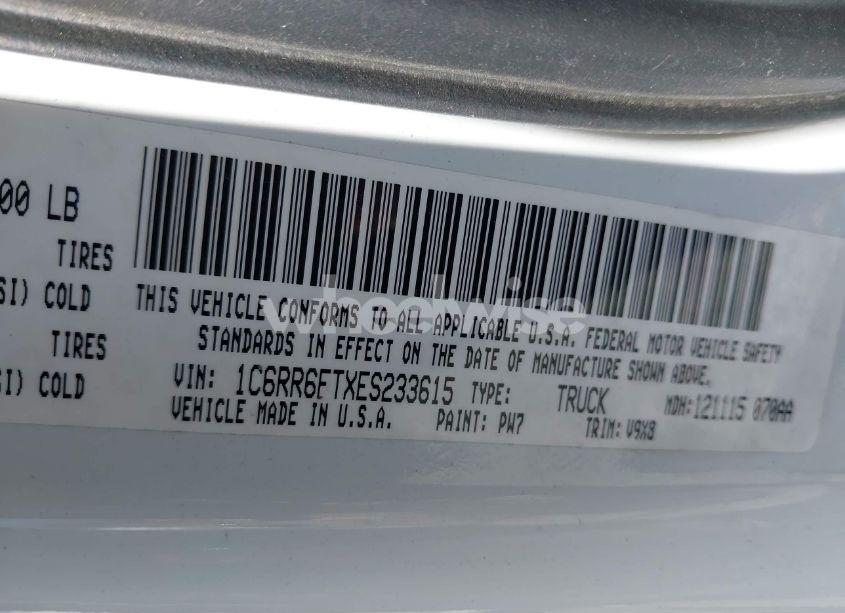 00 LB
TIRES
SI) COLD
TIRES
SI) COLD
THIS VEHICLE CONFORMS TO ALL APPLICABLE U.S.A. FEDERAL MOTOR VEHICLE SAFETY
STANDARDS IN EFFECT ON THE DATE OF MANUFACTURE SHOWN ABOVE.
VIN: 1C6RR6FTXES233615 TYPE: TRUCK MDH:121115 070AA
VEHICLE MADE IN U.S.A. PAINT: PW7 TRIM: V9X8
wheelwise